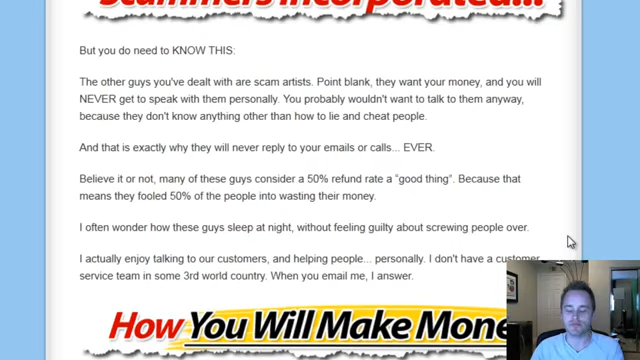 Scammers Incorporated...
But you do need to KNOW THIS:
The other guys you've dealt with are scam artists. Point blank, they want your money, and you will
NEVER get to speak with them personally. You probably wouldn't want to talk to them anyway,
because they don't know anything other than how to lie and cheat people.
And that is exactly why they will never reply to your emails or calls... EVER.
Believe it or not, many of these guys consider a 50% refund rate a “good thing”. Because that
means they fooled 50% of the people into wasting their money.
I often wonder how these guys sleep at night, without feeling guilty about screwing people over.
I actually enjoy talking to our customers, and helping people... personally. I don't have a customer
service team in some 3rd world country. When you email me, I answer.
How You Will Make Mone